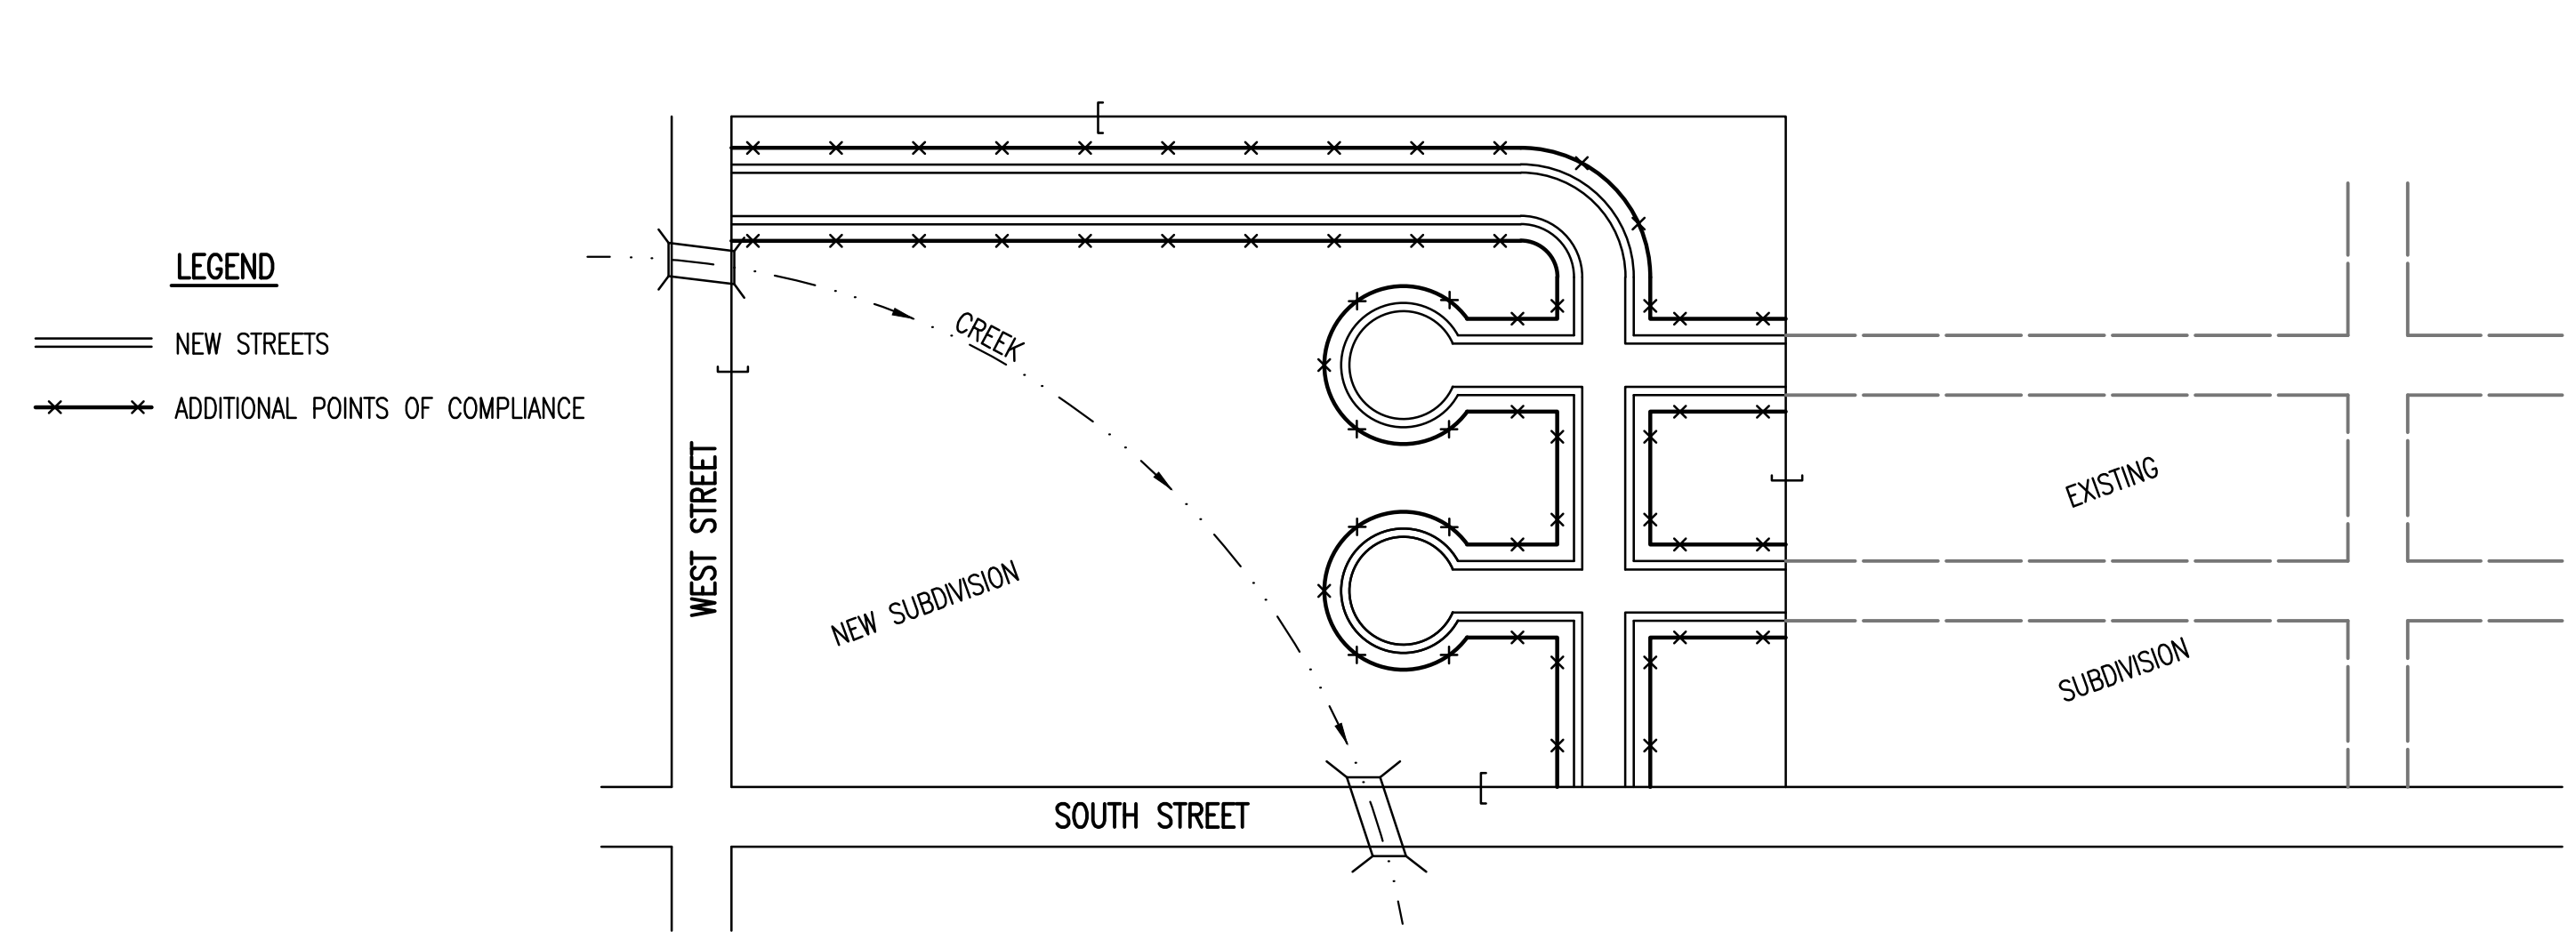 LEGEND
NEW STREETS
ADDITIONAL POINTS OF COMPLIANCE
CREEK
WEST STREET
NEW SUBDIVISION
SOUTH STREET
EXISTING
SUBDIVISION